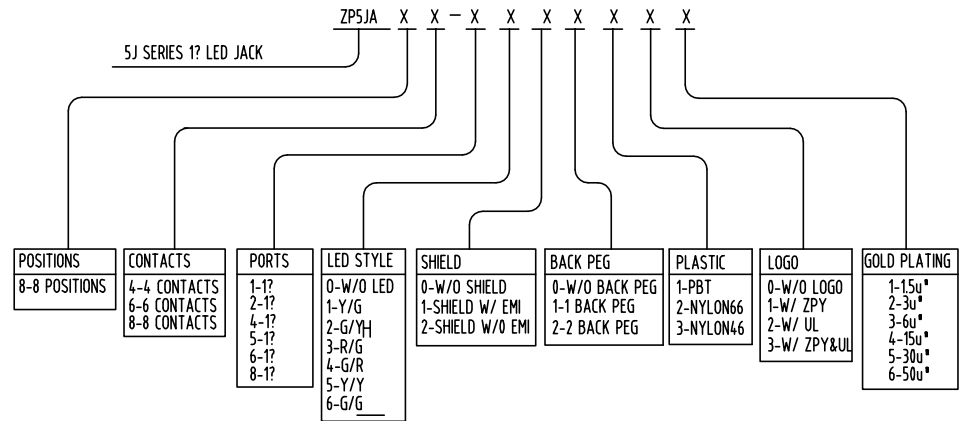 ZP5JA X X - X X X X X X X
5J SERIES 1? LED JACK
POSITIONS
8-8 POSITIONS
CONTACTS
4-4 CONTACTS
6-6 CONTACTS
8-8 CONTACTS
PORTS
1-1?
2-1?
4-1?
5-1?
6-1?
8-1?
LED STYLE
0-W/O LED
1-Y/G
2-G/YH
3-R/G
4-G/R
5-Y/Y
6-G/G
SHIELD
0-W/O SHIELD
1-SHIELD W/ EMI
2-SHIELD W/O EMI
BACK PEG
0-W/O BACK PEG
1-1 BACK PEG
2-2 BACK PEG
PLASTIC
1-PBT
2-NYLON66
3-NYLON46
LOGO
0-W/O LOGO
1-W/ ZPY
2-W/ UL
3-W/ ZPY&UL
GOLD PLATING
1-1.5u"
2-3u"
3-6u"
4-15u"
5-30u"
6-50u"